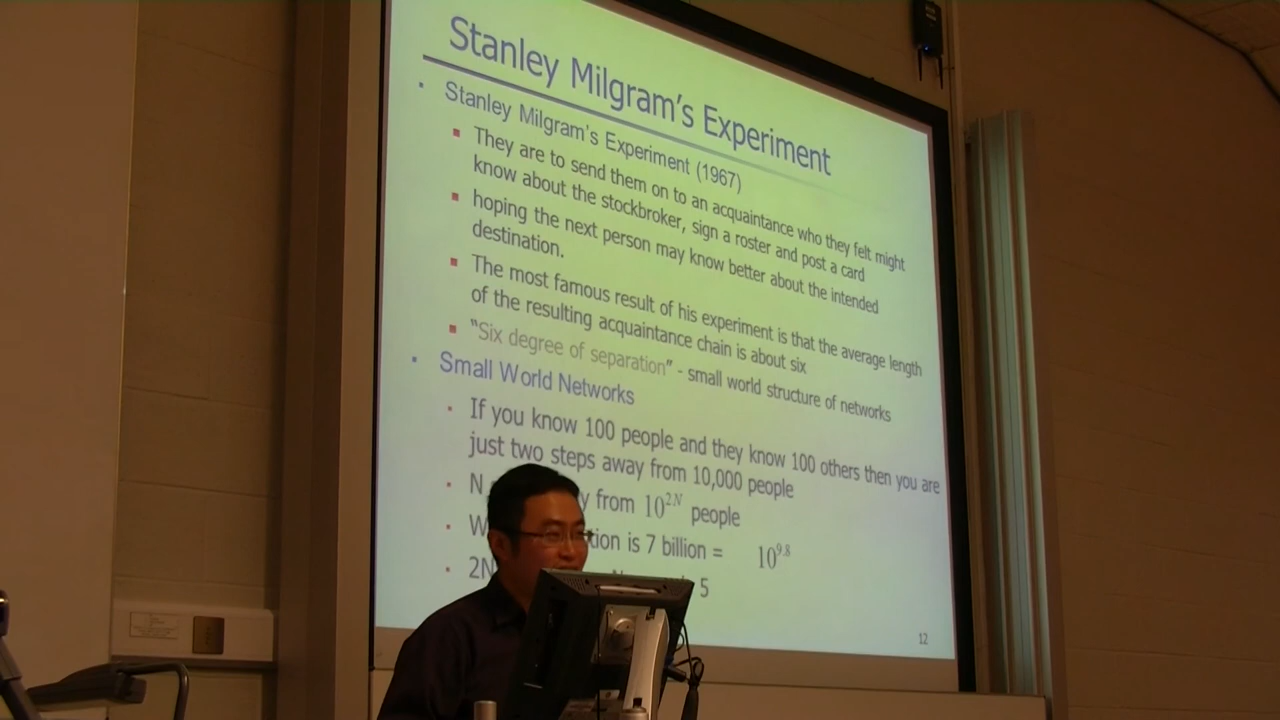 Stanley Milgram's Experiment
Stanley Milgram's Experiment (1967)
They are to send them on to an acquaintance who they felt might
know about the stockbroker, sign a roster and post a card
hoping the next person may know better about the intended
destination.
The most famous result of his experiment is that the average length
of the resulting acquaintance chain is about six
"Six degree of separation" - small world structure of networks
Small World Networks
If you know 100 people and they know 100 others then you are
just two steps away from 10,000 people
N from 10^{2N} people
is 7 billion = 10^{9.8}
2N 5
12